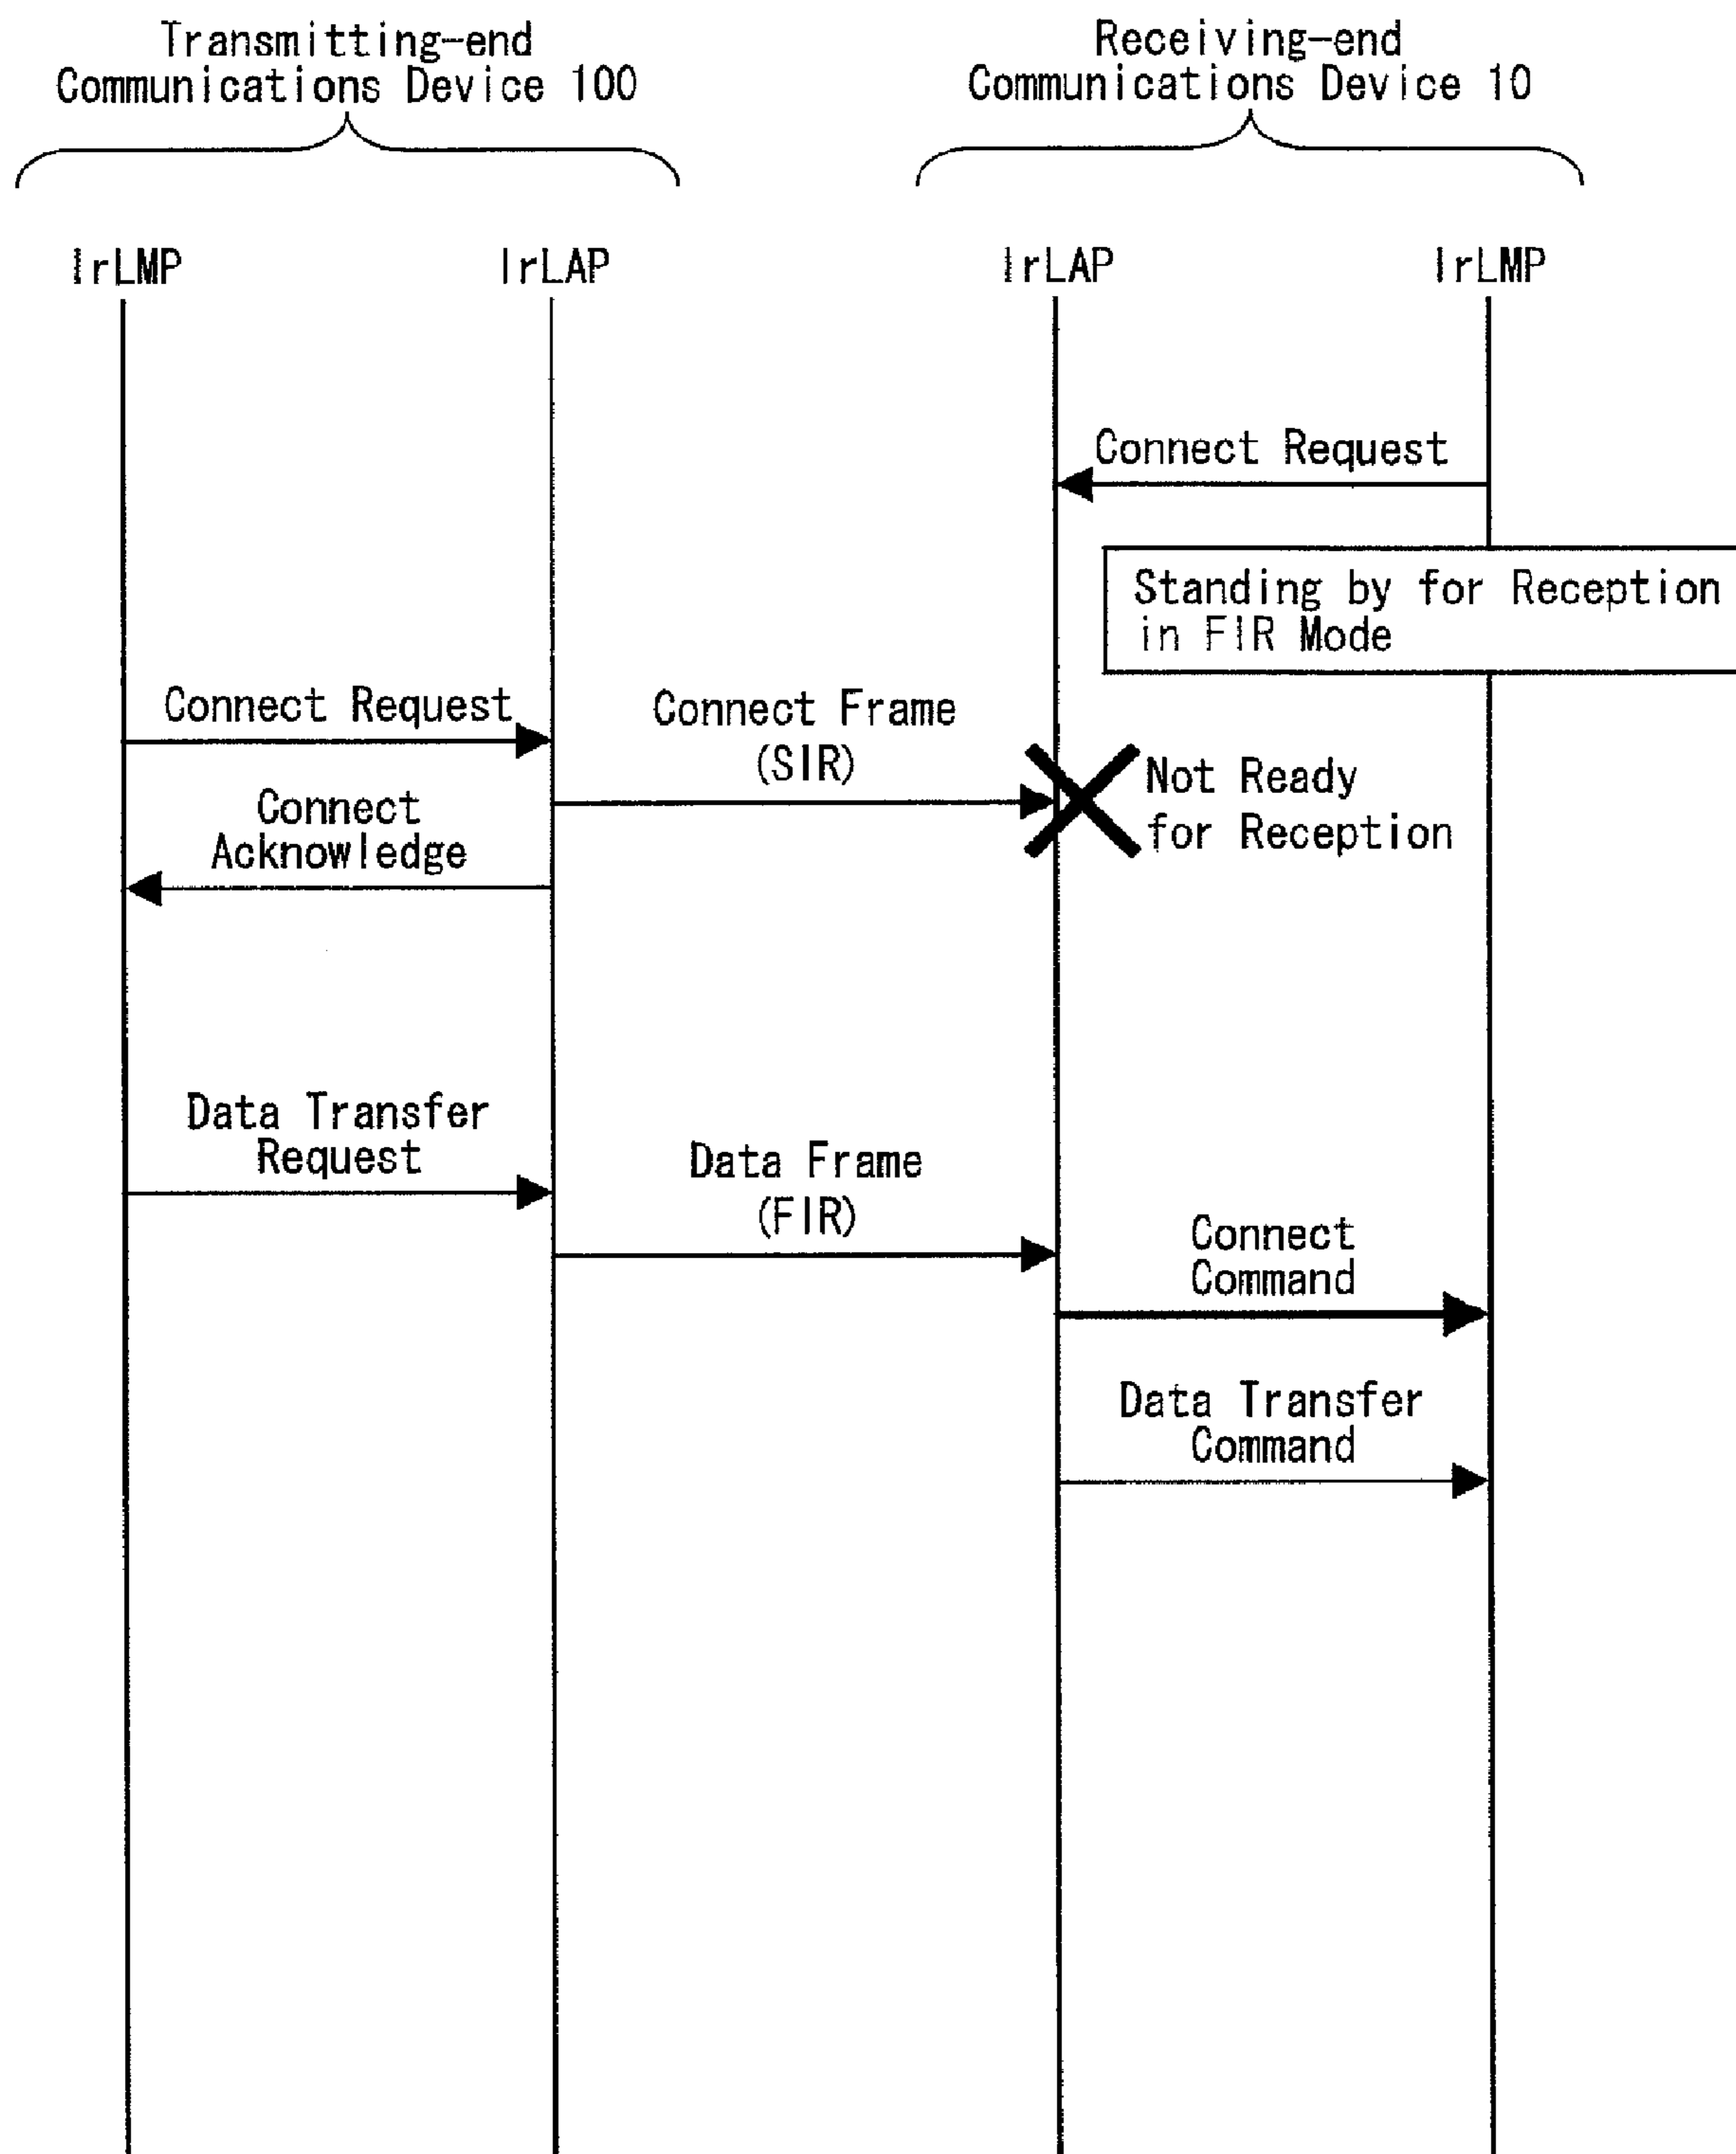 Transmitting-end
Communications Device 100
Receiving-end
Communications Device 10
IrLMP
IrLAP
IrLAP
IrLMP
Connect Request
Standing by for Reception
in FIR Mode
Connect Request
Connect Frame
(SIR)
Not Ready
for Reception
Connect
Acknowledge
Data Transfer
Request
Data Frame
(FIR)
Connect
Command
Data Transfer
Command